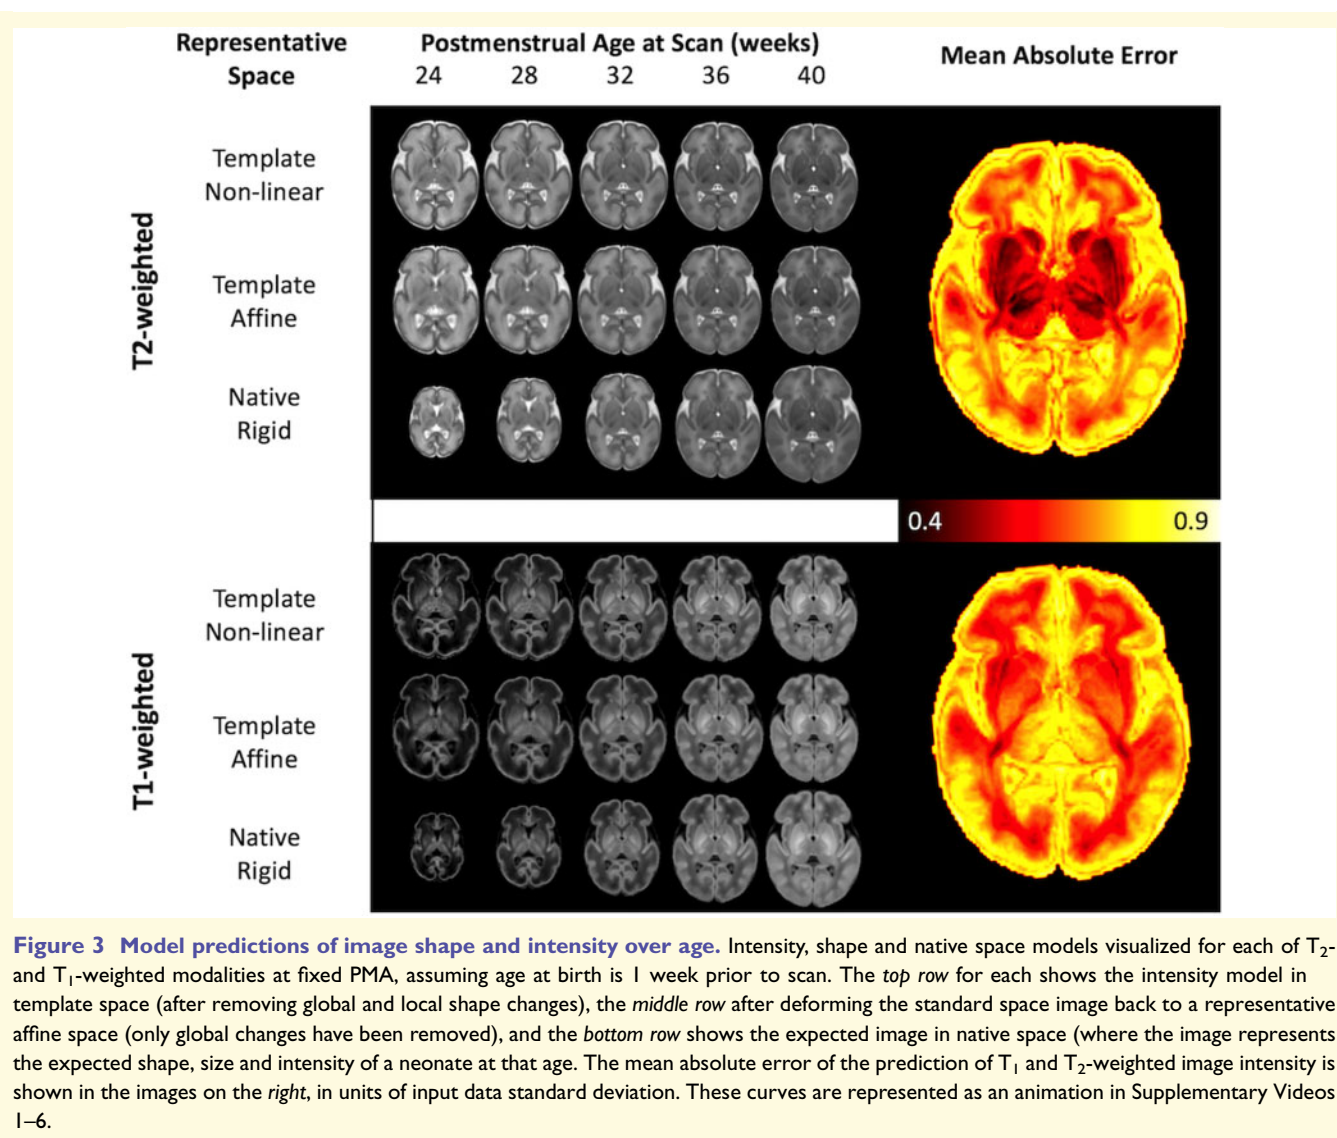 Representative Space
Postmenstrual Age at Scan (weeks)
24 28 32 36 40
Mean Absolute Error
T2-weighted
Template
Non-linear
Template
Affine
Native
Rigid
0.4 0.9
T1-weighted
Template
Non-linear
Template
Affine
Native
Rigid
Figure 3 Model predictions of image shape and intensity over age. Intensity, shape and native space models visualized for each of T2-
and T1-weighted modalities at fixed PMA, assuming age at birth is 1 week prior to scan. The top row for each shows the intensity model in
template space (after removing global and local shape changes), the middle row after deforming the standard space image back to a representative
affine space (only global changes have been removed), and the bottom row shows the expected image in native space (where the image represents
the expected shape, size and intensity of a neonate at that age. The mean absolute error of the prediction of T1 and T2-weighted image intensity is
shown in the images on the right, in units of input data standard deviation. These curves are represented as an animation in Supplementary Videos
1–6.